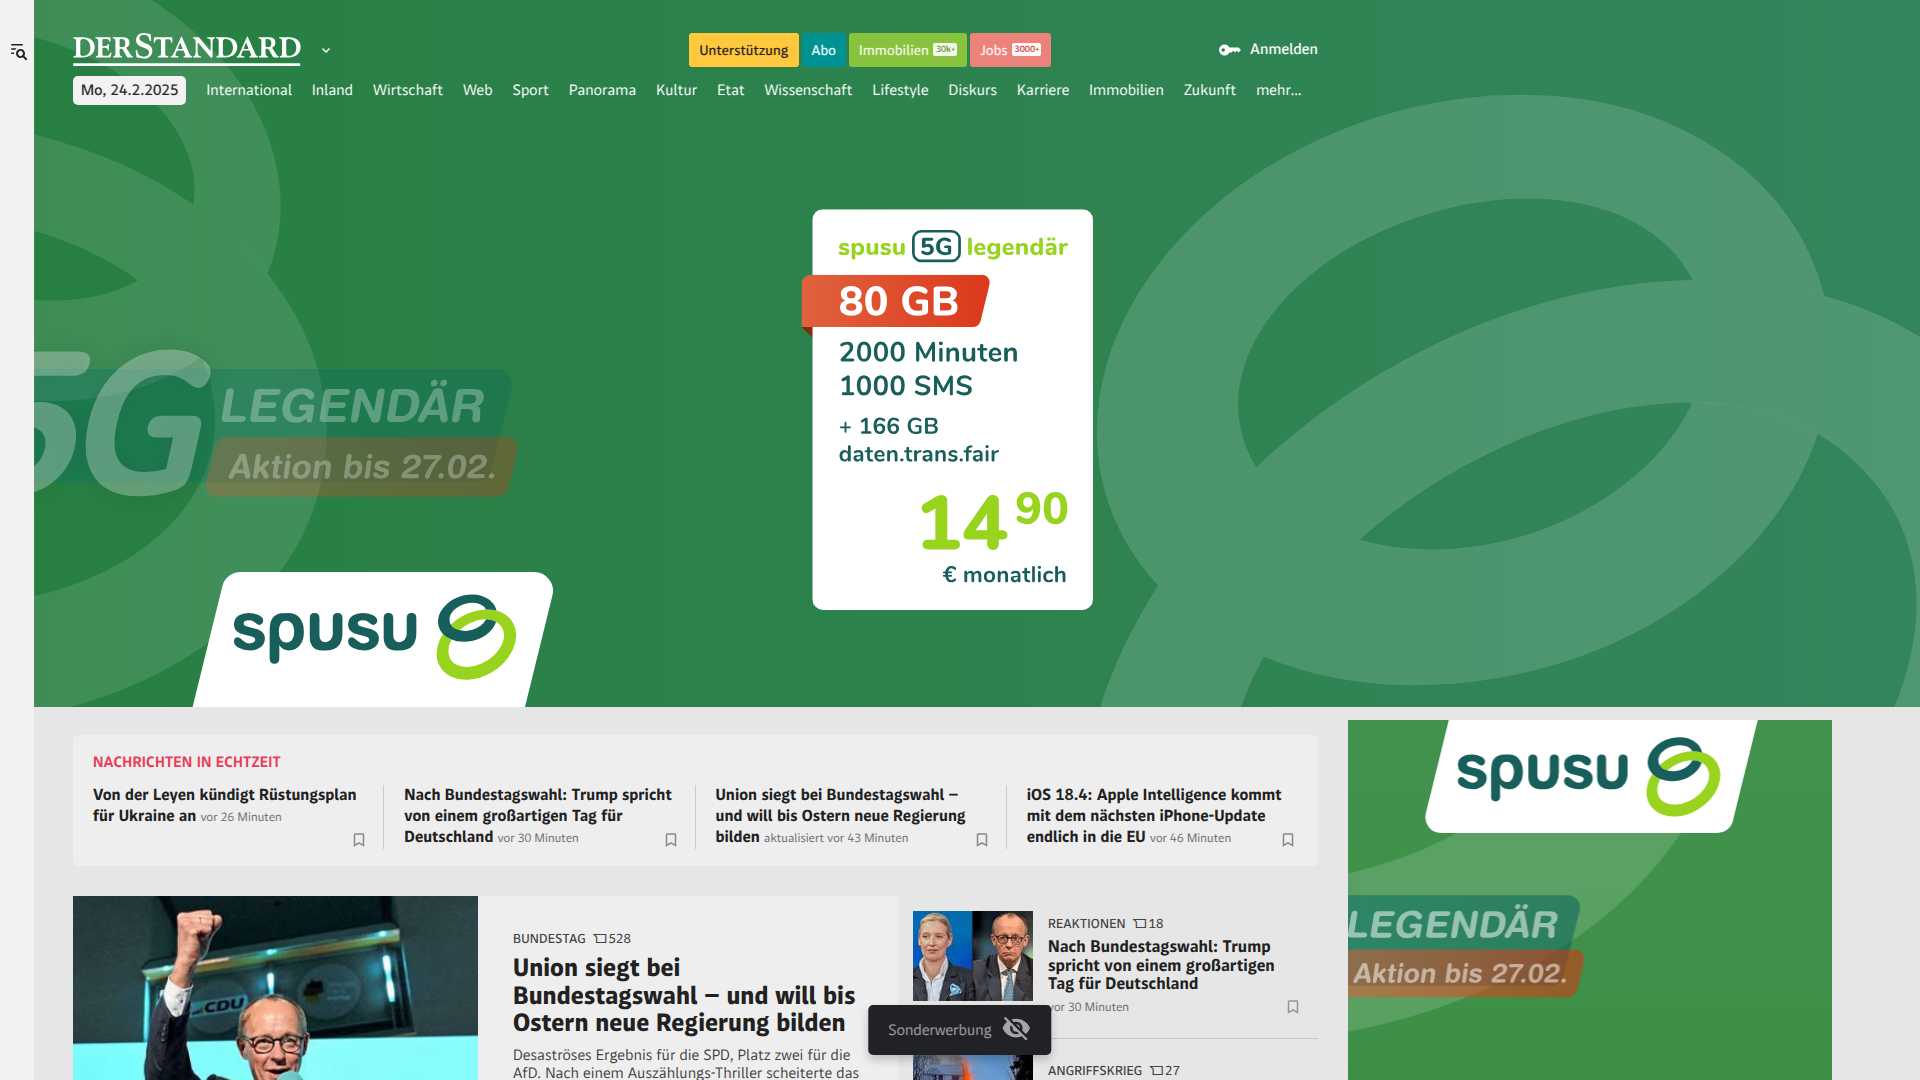 DERSTANDARD
Unterstützung
Abo
Immobilien 30k+
Jobs 3000+
Anmelden
Mo, 24.2.2025
International
Inland
Wirtschaft
Web
Sport
Panorama
Kultur
Etat
Wissenschaft
Lifestyle
Diskurs
Karriere
Immobilien
Zukunft
mehr...
spusu 5G legendär
80 GB
2000 Minuten
1000 SMS
+ 166 GB
daten.trans.fair
14 90
€ monatlich
5G
LEGENDÄR
Aktion bis 27.02.
spusu
NACHRICHTEN IN ECHTZEIT
Von der Leyen kündigt Rüstungsplan
für Ukraine an vor 26 Minuten
Nach Bundestagswahl: Trump spricht
von einem großartigen Tag für
Deutschland vor 30 Minuten
Union siegt bei Bundestagswahl –
und will bis Ostern neue Regierung
bilden aktualisiert vor 43 Minuten
iOS 18.4: Apple Intelligence kommt
mit dem nächsten iPhone-Update
endlich in die EU vor 46 Minuten
spusu
LEGENDÄR
Aktion bis 27.02.
CDU
BUNDESTAG 528
Union siegt bei
Bundestagswahl – und will bis
Ostern neue Regierung bilden
Desaströses Ergebnis für die SPD, Platz zwei für die
AfD. Nach einem Auszählungs-Thriller scheiterte das
REAKTIONEN 18
Nach Bundestagswahl: Trump
spricht von einem großartigen
Tag für Deutschland
vor 30 Minuten
Sonderwerbung
ANGRIFFSKRIEG 27